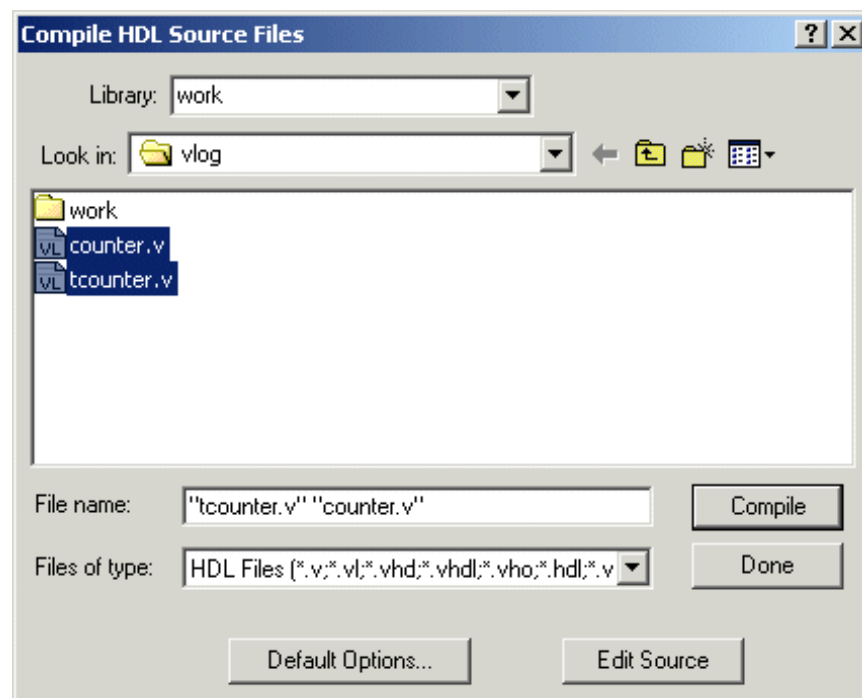 Compile HDL Source Files
Library: work
Look in: vlog
work
counter.v
tcounter.v
File name: "tcounter.v" "counter.v" Compile
Files of type: HDL Files (*.v;*.vl;*.vhd;*.vhdl;*.vho;*.hdl;*.v Done
Default Options... Edit Source